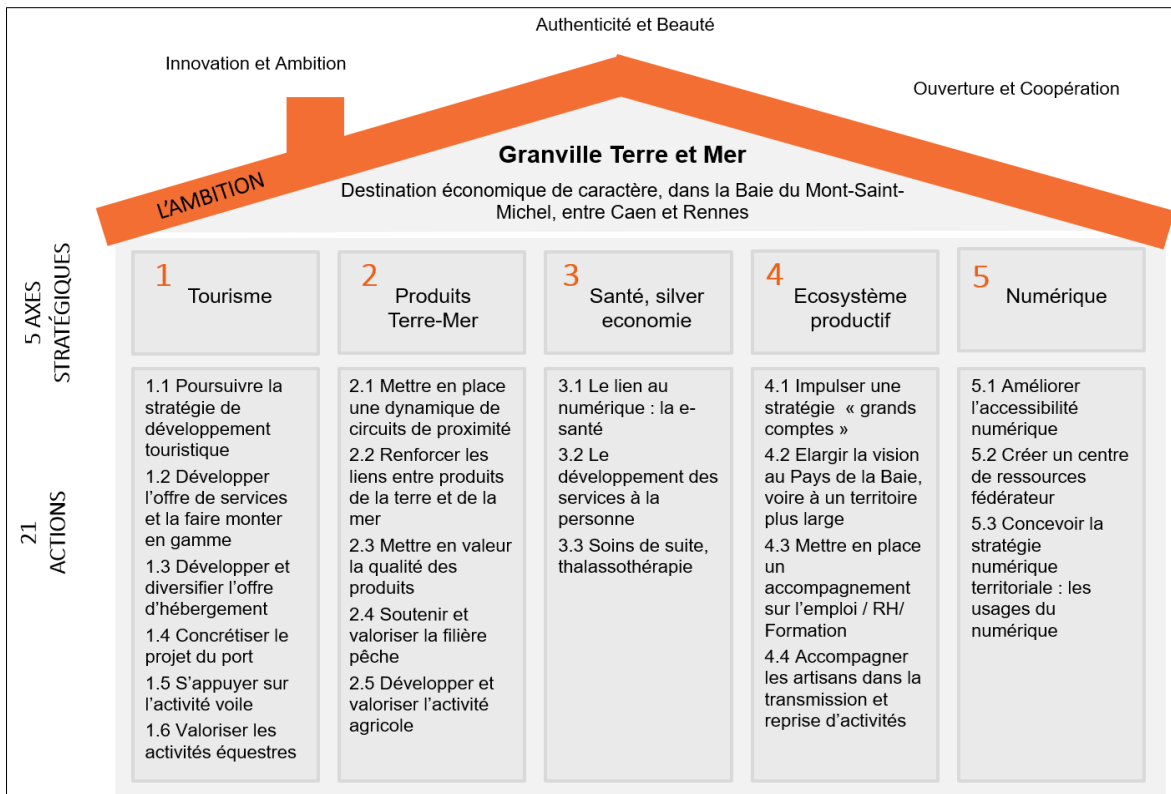 Authenticité et Beauté
Innovation et Ambition
Ouverture et Coopération
L'AMBITION
Granville Terre et Mer
Destination économique de caractère, dans la Baie du Mont-Saint-
Michel, entre Caen et Rennes
5 AXES
STRATÉGIQUES
1
Tourisme
2
Produits
Terre-Mer
3
Santé, silver
economie
4
Ecosystème
productif
5
Numérique
21
ACTIONS
1.1 Poursuivre la
stratégie de
développement
touristique
1.2 Développer
l'offre de services
et la faire monter
en gamme
1.3 Développer et
diversifier l'offre
d'hébergement
1.4 Concrétiser le
projet du port
1.5 S'appuyer sur
l'activité voile
1.6 Valoriser les
activités équestres
2.1 Mettre en place
une dynamique de
circuits de proximité
2.2 Renforcer les
liens entre produits
de la terre et de la
mer
2.3 Mettre en valeur
la qualité des
produits
2.4 Soutenir et
valoriser la filière
pêche
2.5 Développer et
valoriser l'activité
agricole
3.1 Le lien au
numérique : la e-
santé
3.2 Le
développement des
services à la
personne
3.3 Soins de suite,
thalassothérapie
4.1 Impulser une
stratégie « grands
comptes »
4.2 Elargir la vision
au Pays de la Baie,
voire à un territoire
plus large
4.3 Mettre en place
un
accompagnement
sur l'emploi / RH/
Formation
4.4 Accompagner
les artisans dans la
transmission et
reprise d'activités
5.1 Améliorer
l'accessibilité
numérique
5.2 Créer un centre
de ressources
fédérateur
5.3 Concevoir la
stratégie
numérique
territoriale : les
usages du
numérique